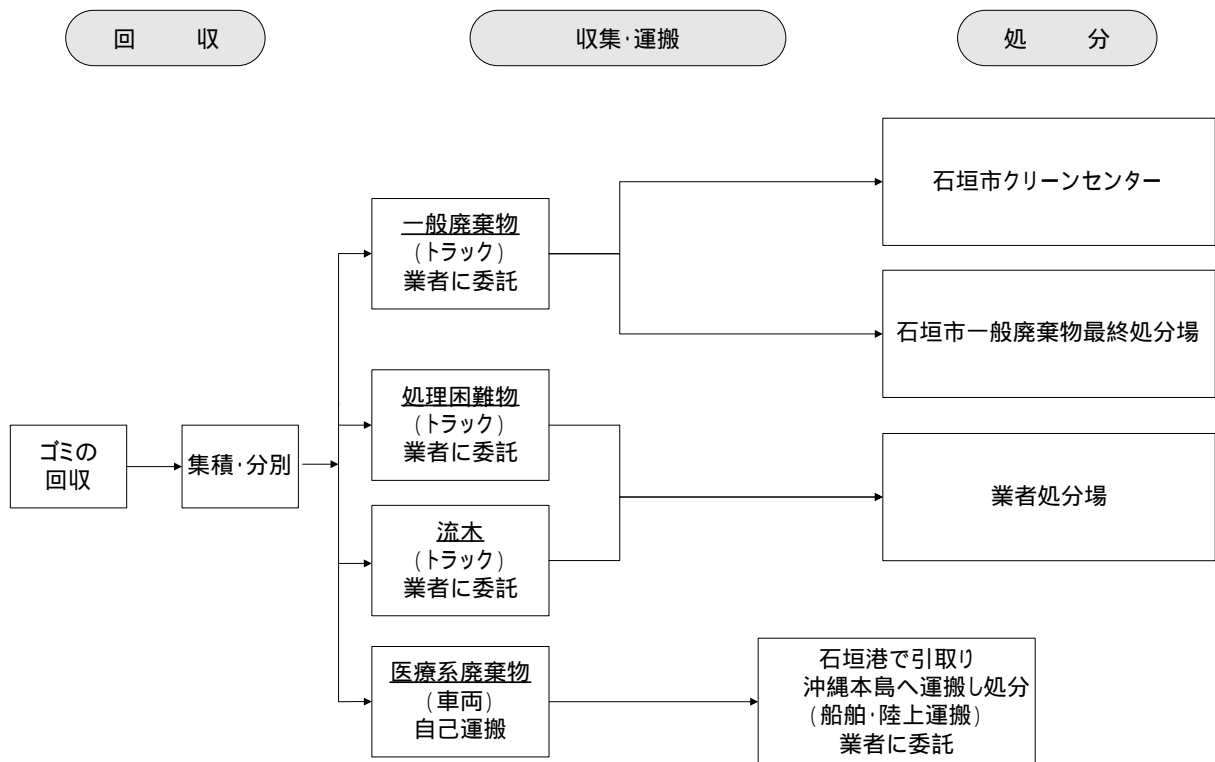 回　収
収集･運搬
処　分
ゴミの
回収
集積･分別
一般廃棄物
(トラック)
業者に委託
処理困難物
(トラック)
業者に委託
流木
(トラック)
業者に委託
医療系廃棄物
(車両)
自己運搬
石垣市クリーンセンター
石垣市一般廃棄物最終処分場
業者処分場
石垣港で引取り
沖縄本島へ運搬し処分
(船舶･陸上運搬)
業者に委託